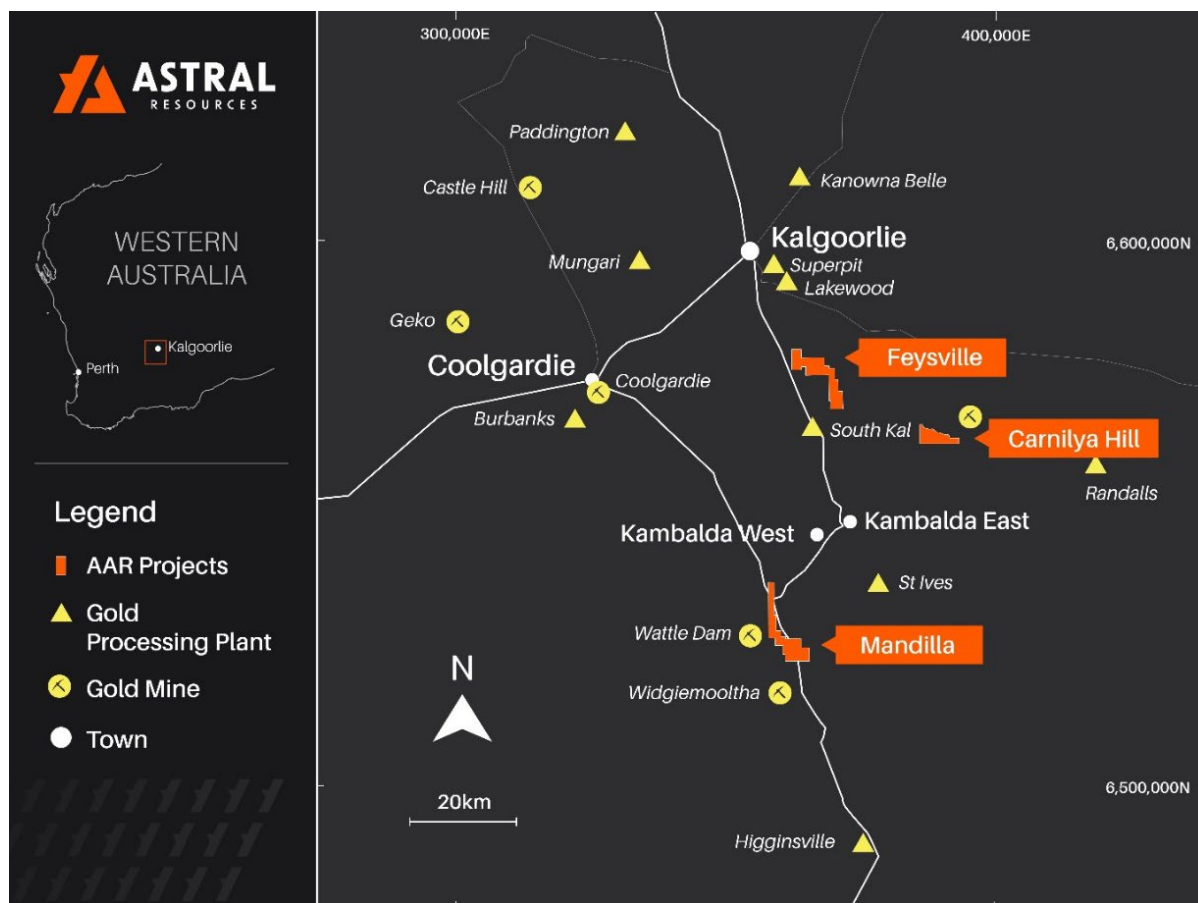 ASTRAL
RESOURCES
WESTERN
AUSTRALIA
Kalgoorlie
Perth
Legend
AAR Projects
Gold
Processing Plant
Gold Mine
Town
300,000E
400,000E
Paddington
Castle Hill
Kanowna Belle
Kalgoorlie
6,600,000N
Mungari
Superpit
Lakewood
Geko
Feysville
Coolgardie
Coolgardie
Burbanks
South Kal
Carnilya Hill
Randalls
Kambalda West
Kambalda East
St Ives
Wattle Dam
Mandilla
N
Widgiemooltha
20km
6,500,000N
Higginsville